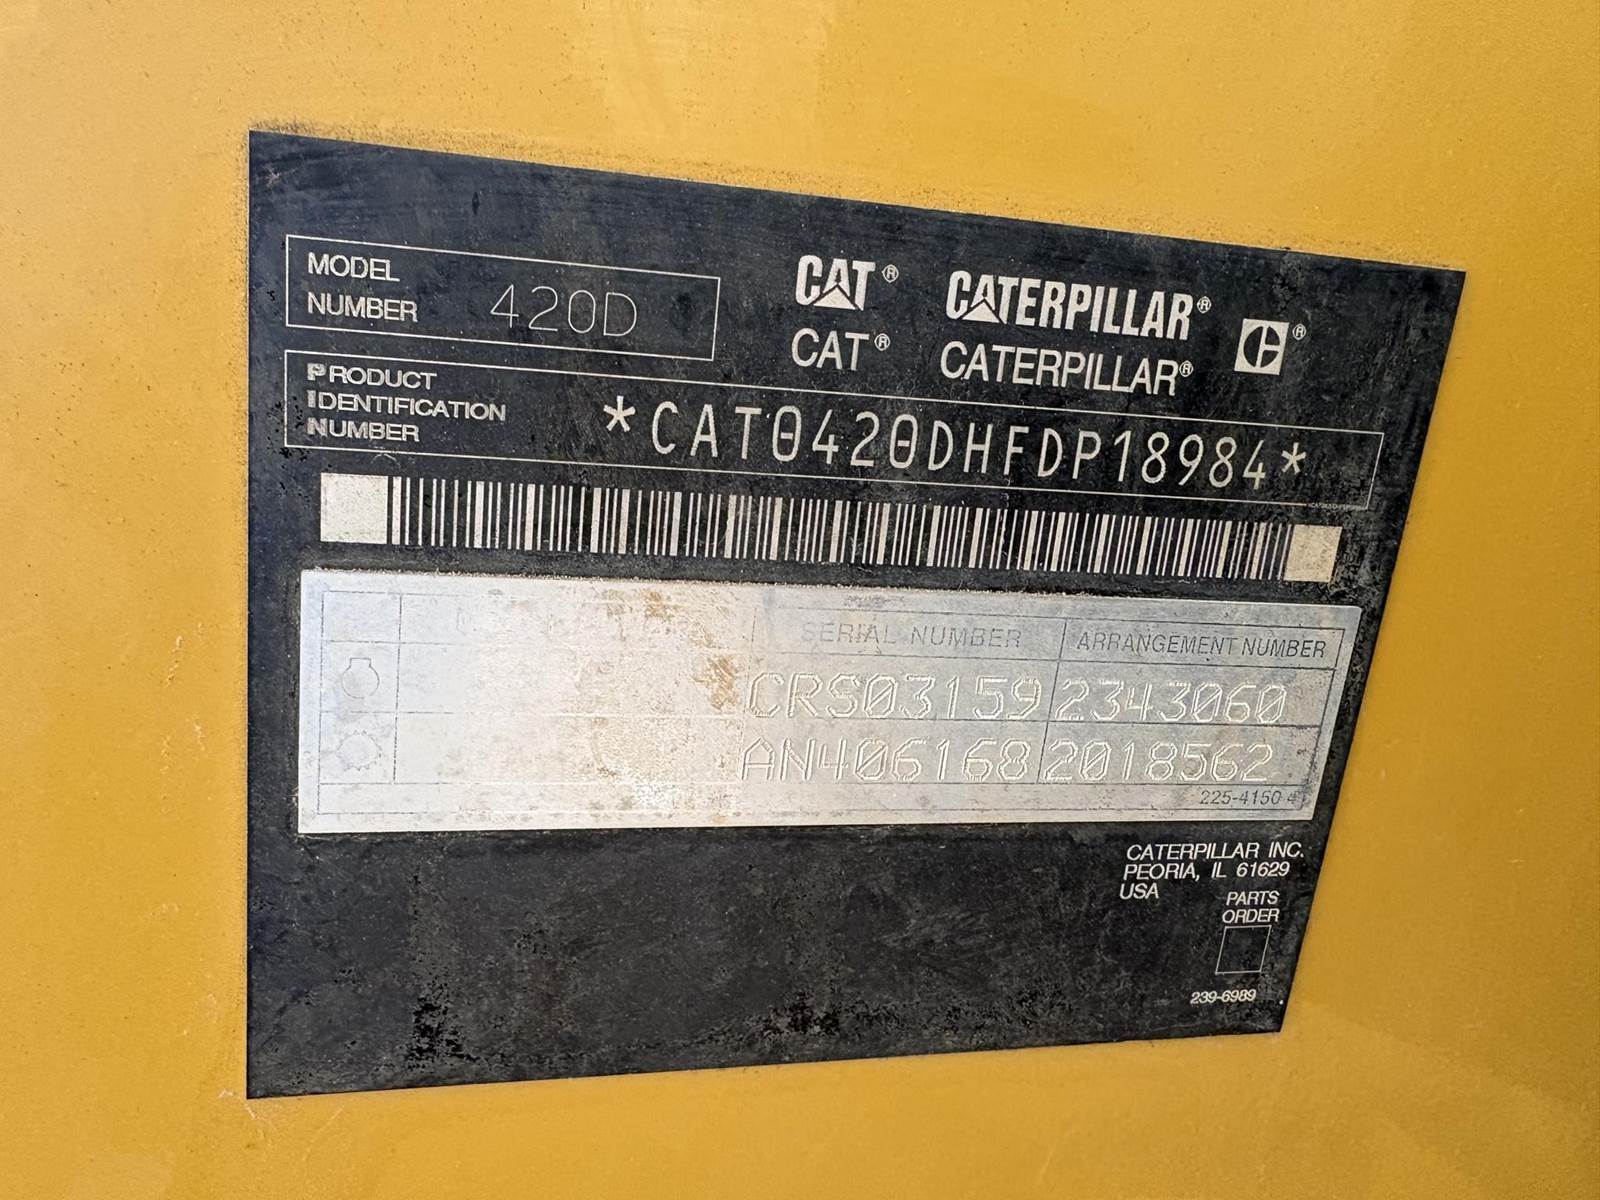 MODEL
NUMBER 420D
CAT® CATERPILLAR® ®
CAT® CATERPILLAR®
PRODUCT
IDENTIFICATION
NUMBER
*CAT0420DHFDP18984*
SERIAL NUMBER ARRANGEMENT NUMBER
CRS03159 2343060
AN406168 2018562
225-4150 4
CATERPILLAR INC.
PEORIA, IL 61629
USA
PARTS
ORDER
239-6989